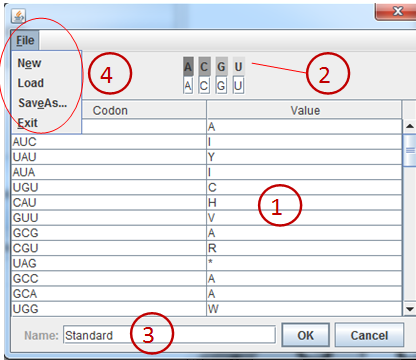 File
New
Load
SaveAs...
Exit
4
A C G U
A C G U
2
Codon Value
A
AUC I
UAU Y
AUA I
UGU C
CAU H
1
GUU V
GCG A
CGU R
UAG *
GCC A
GCA A
UGG W
Name: Standard
3
OK Cancel